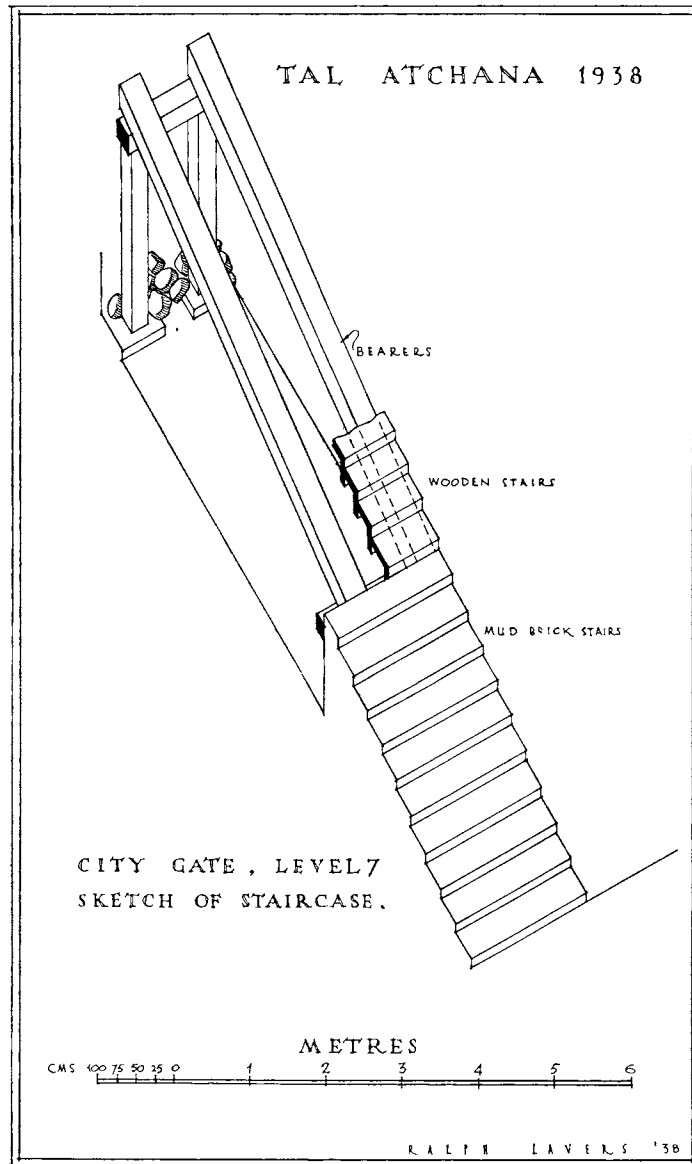 TAL ATCHANA 1938
BEARERS
WOODEN STAIRS
MUD BRICK STAIRS
CITY GATE, LEVEL 7
SKETCH OF STAIRCASE.
METRES
CMS 100 75 50 25 0 1 2 3 4 5 6
RALPH LAVERS '38